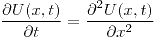 ∂U(x, t)/∂t = ∂²U(x, t)/∂x²